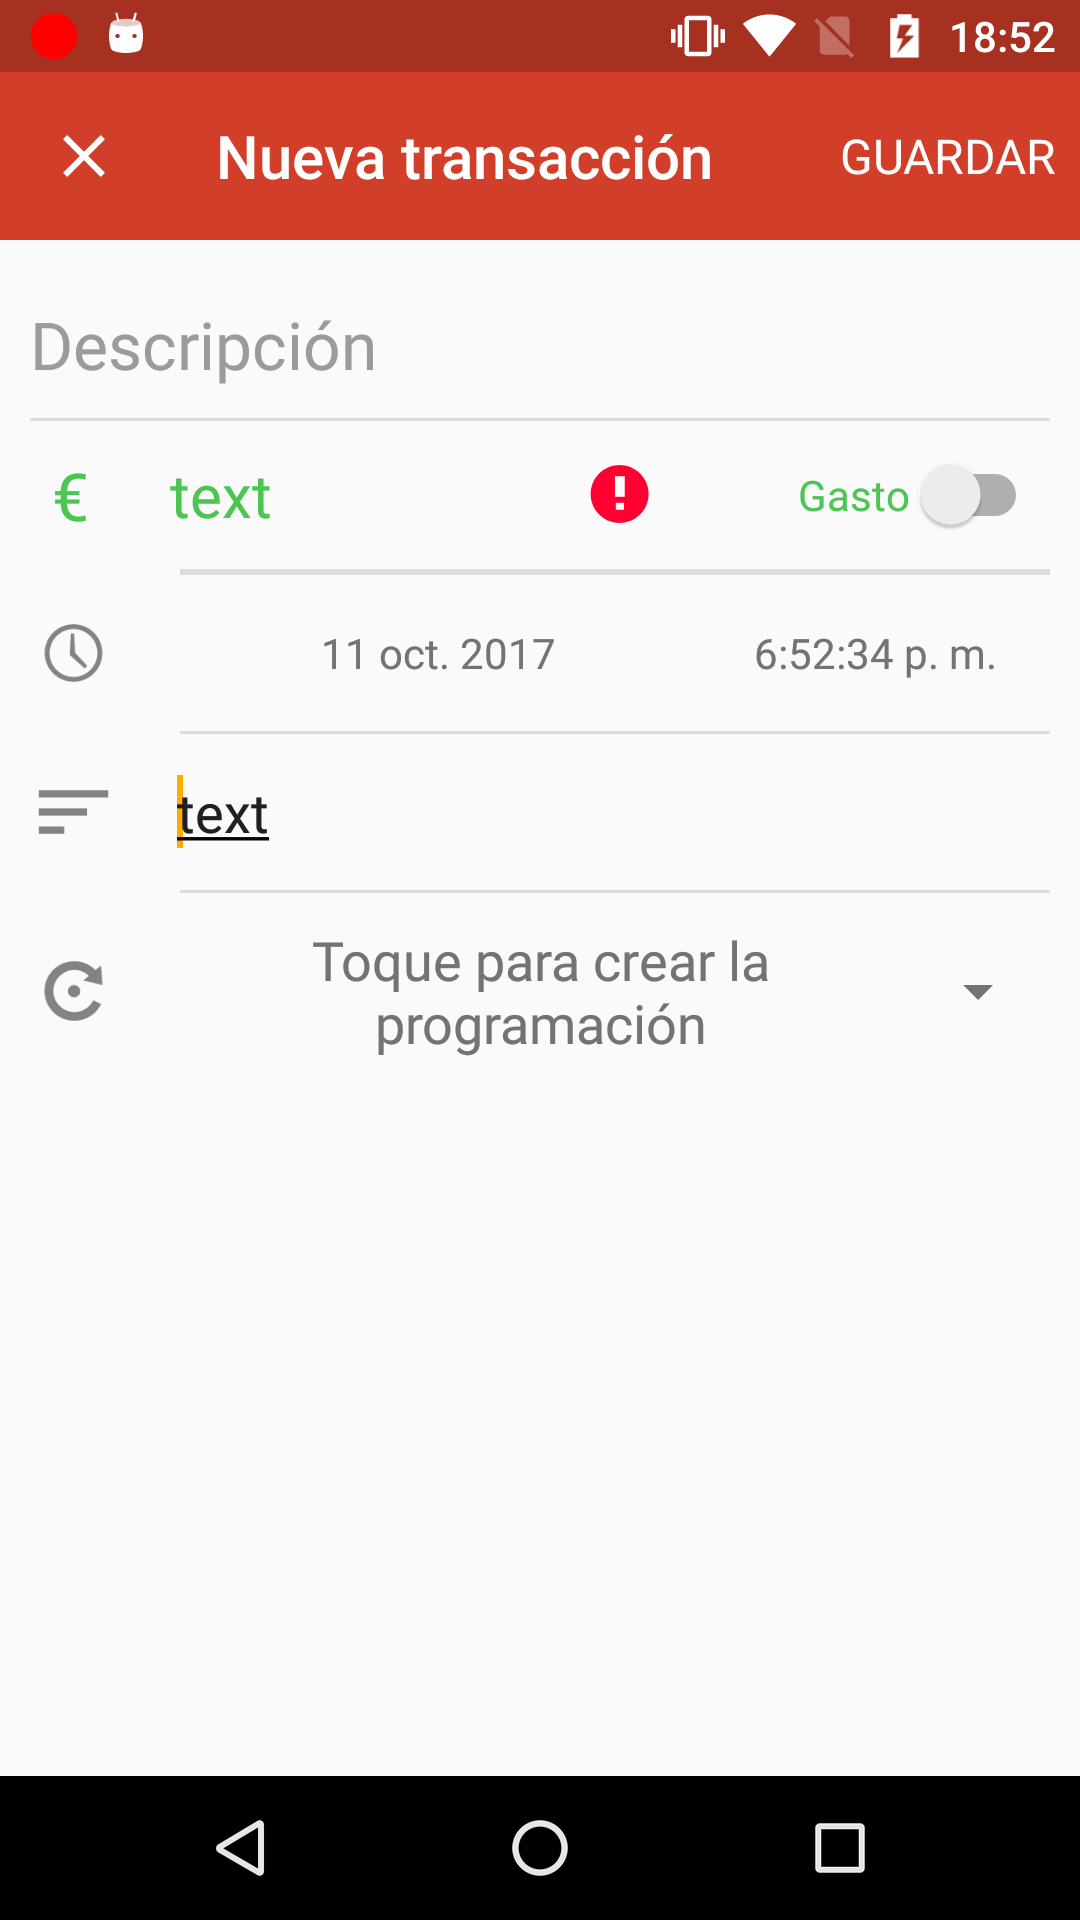 18:52
Nueva transacción GUARDAR
Descripción
€ text Gasto
11 oct. 2017 6:52:34 p. m.
text
Toque para crear la
programación